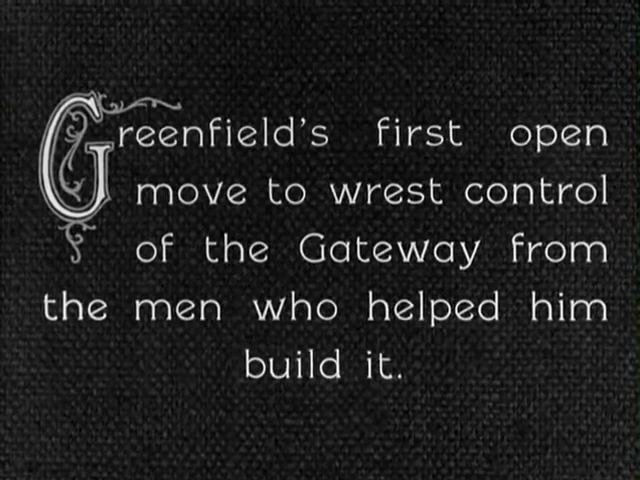 Greenfield's first open
move to wrest control
of the Gateway from
the men who helped him
build it.